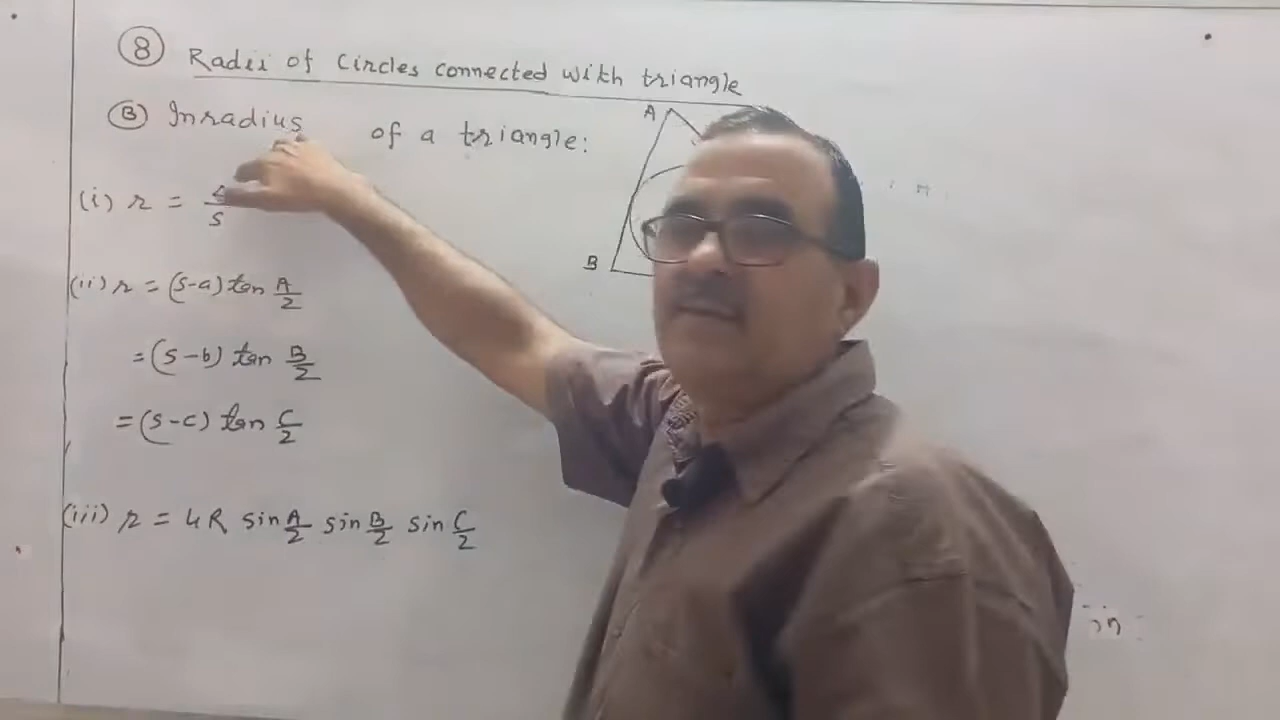 ⑧ Radii of Circles connected with triangle
Ⓑ Inradius of a triangle:
(i) r = Δ/s
(ii) r = (s-a) tan A/2
= (s-b) tan B/2
= (s-c) tan C/2
(iii) r = 4R sin A/2 sin B/2 sin C/2
A
B